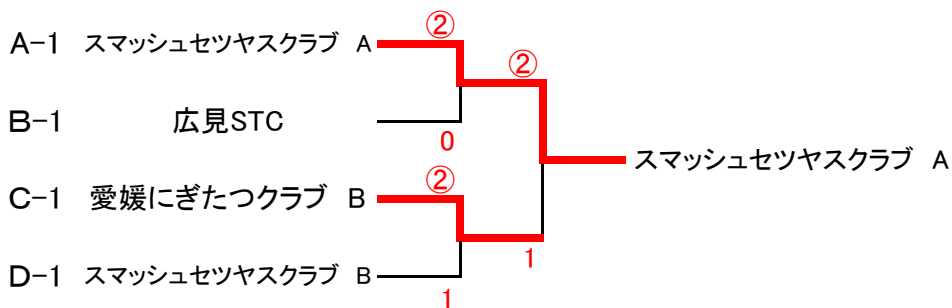 ②
A-1 スマッシュセツヤスクラブ A
②
B-1 広見STC
0
スマッシュセツヤスクラブ A
②
C-1 愛媛にぎたつクラブ B
1
D-1 スマッシュセツヤスクラブ B
1